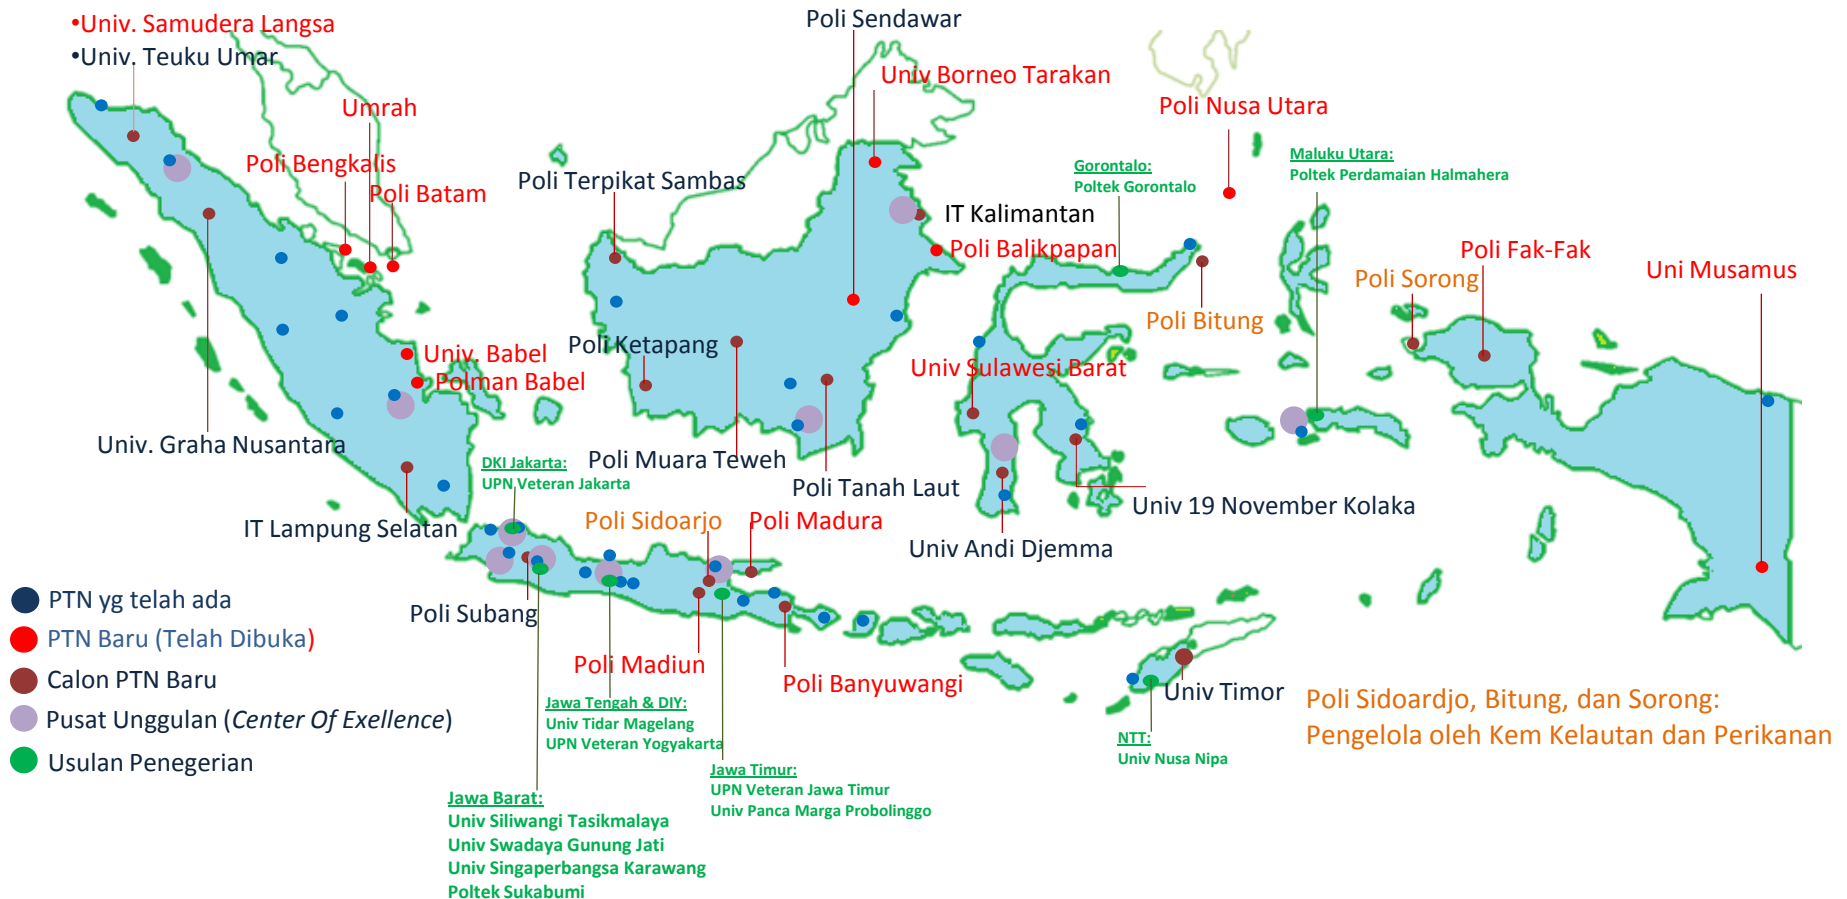 •Univ. Samudera Langsa
•Univ. Teuku Umar
Poli Sendawar
Univ Borneo Tarakan
Umrah
Poli Nusa Utara
Poli Bengkalis
Poli Batam
Poli Terpikat Sambas
Gorontalo:
Poltek Gorontalo
Maluku Utara:
Poltek Perdamaian Halmahera
IT Kalimantan
Poli Balikpapan
Poli Fak-Fak
Poli Sorong
Uni Musamus
Poli Bitung
Poli Ketapang
Univ. Babel
Polman Babel
Univ Sulawesi Barat
Univ. Graha Nusantara
DKI Jakarta:
UPN Veteran Jakarta
Poli Muara Teweh
Poli Tanah Laut
Univ 19 November Kolaka
IT Lampung Selatan
Poli Sidoarjo
Poli Madura
Univ Andi Djemma
PTN yg telah ada
PTN Baru (Telah Dibuka)
Calon PTN Baru
Pusat Unggulan (Center Of Exellence)
Usulan Penegerian
Poli Subang
Poli Madiun
Poli Banyuwangi
Univ Timor
Jawa Tengah & DIY:
Univ Tidar Magelang
UPN Veteran Yogyakarta
NTT:
Univ Nusa Nipa
Poli Sidoardjo, Bitung, dan Sorong:
Pengelola oleh Kem Kelautan dan Perikanan
Jawa Timur:
UPN Veteran Jawa Timur
Univ Panca Marga Probolinggo
Jawa Barat:
Univ Siliwangi Tasikmalaya
Univ Swadaya Gunung Jati
Univ Singaperbangsa Karawang
Poltek Sukabumi